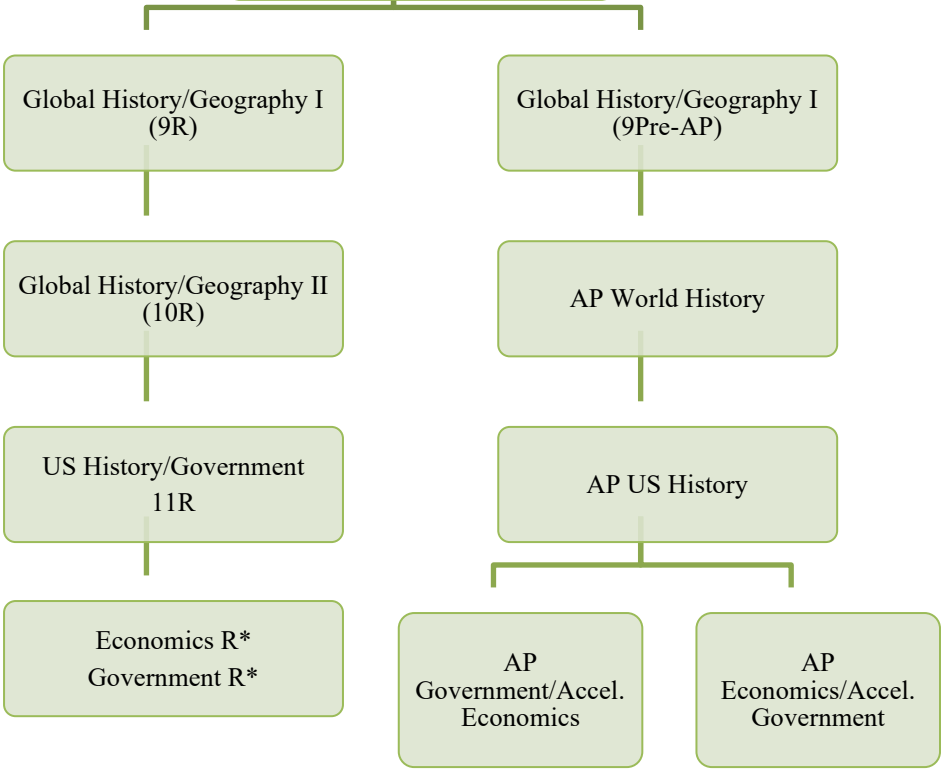 Global History/Geography I
(9R)
Global History/Geography I
(9Pre-AP)
Global History/Geography II
(10R)
AP World History
US History/Government
11R
AP US History
Economics R*
Government R*
AP
Government/Accel.
Economics
AP
Economics/Accel.
Government